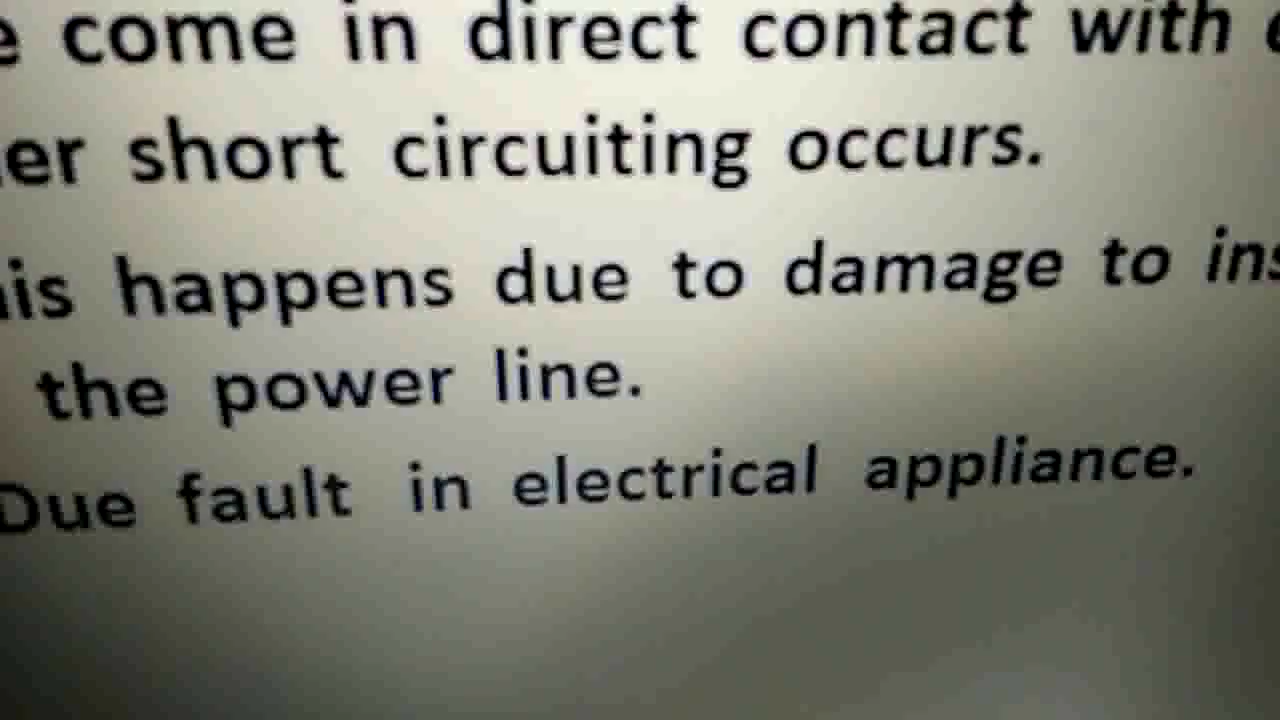 come in direct contact with
short circuiting occurs.
happens due to damage to
the power line.
Due fault in electrical appliance.